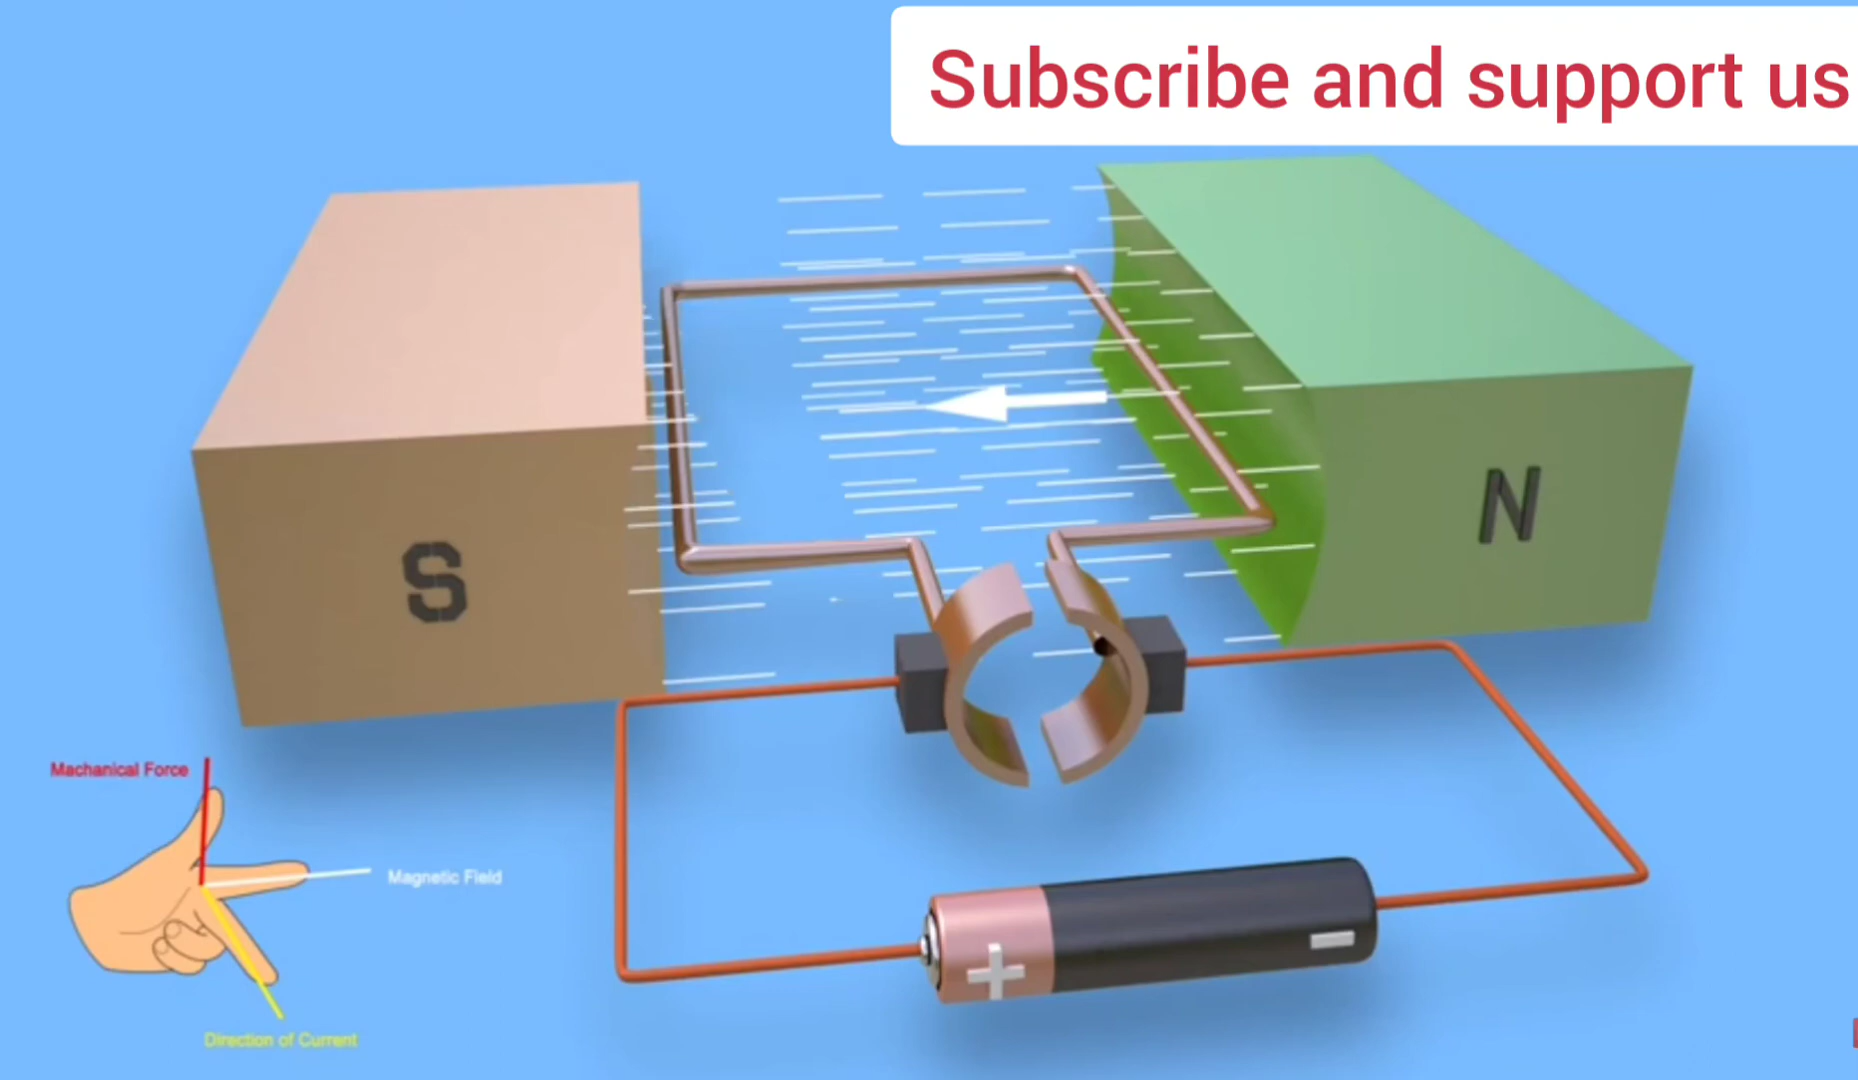 Subscribe and support us
N
S
Machanical Force
Magnetic Field
+
−
Direction of Current